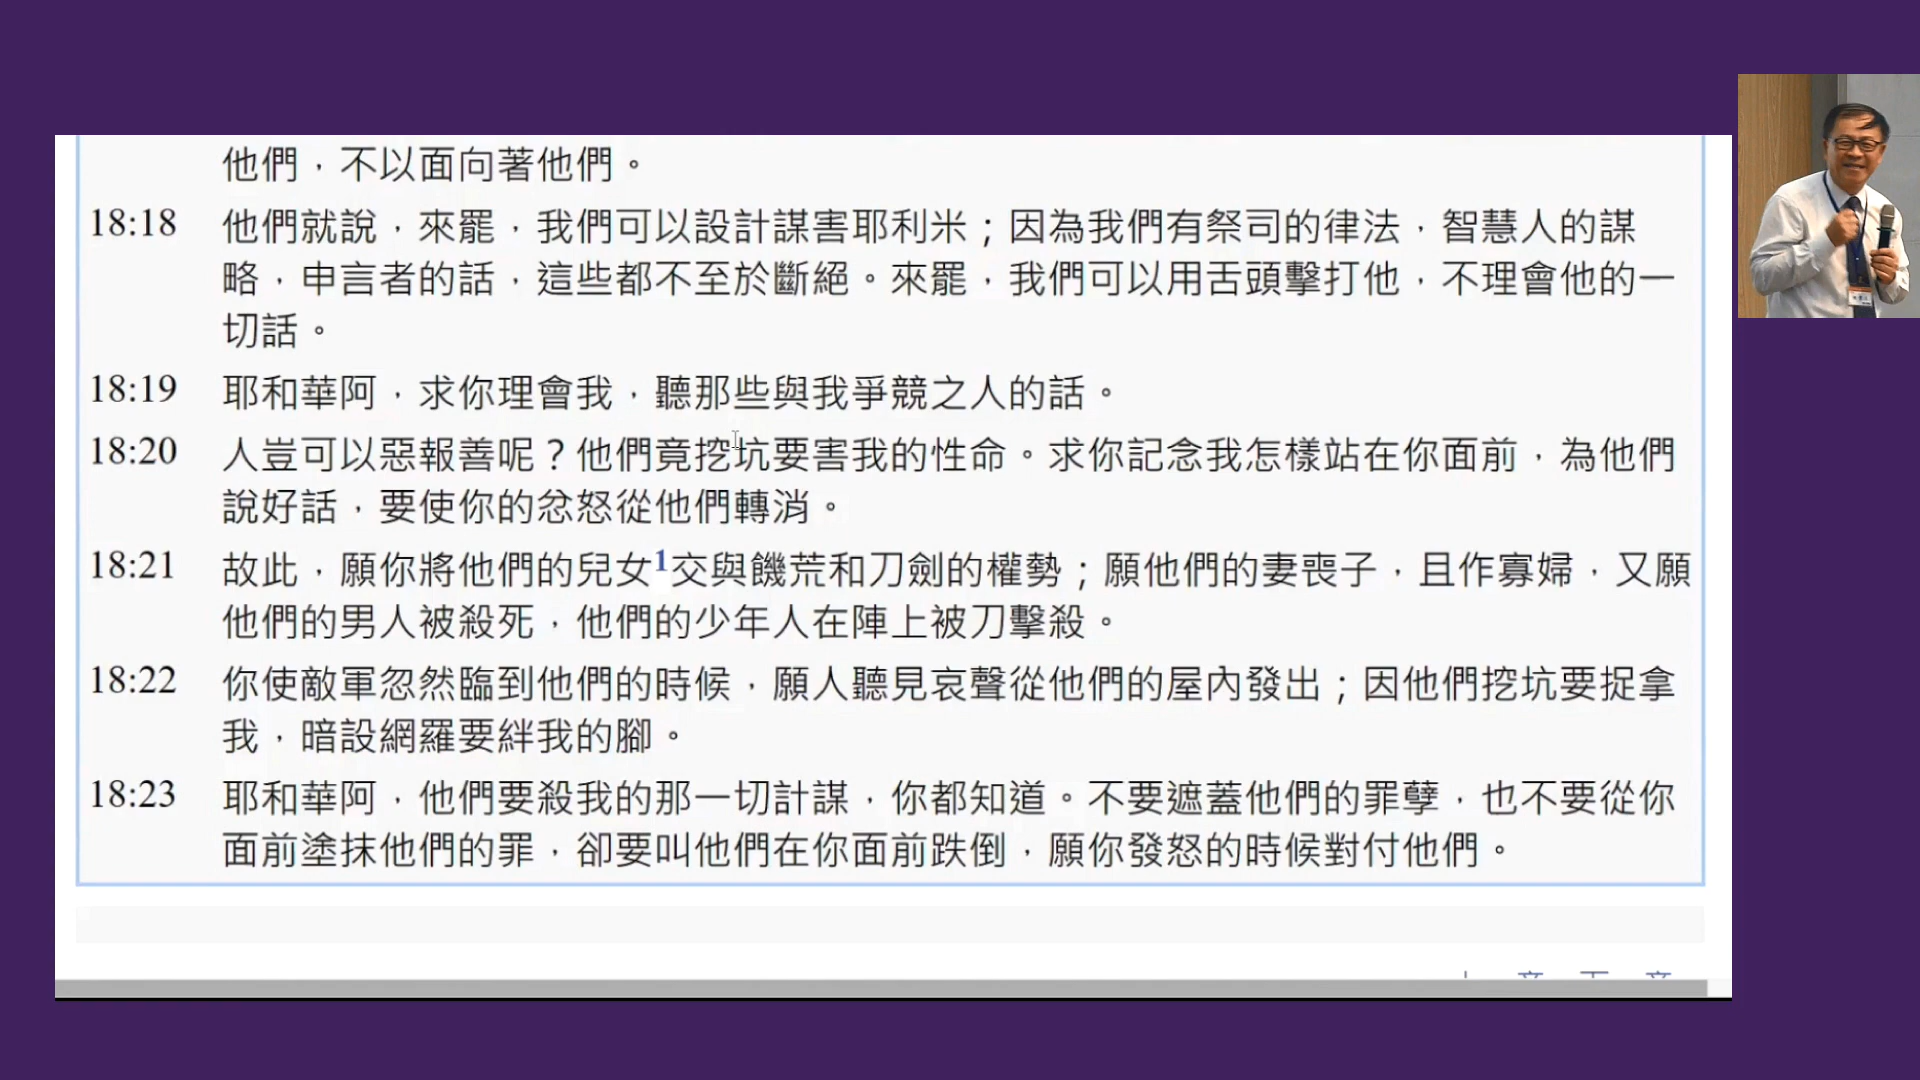 他們，不以面向著他們。
18:18 他們就說，來罷，我們可以設計謀害耶利米；因為我們有祭司的律法，智慧人的謀
略，申言者的話，這些都不至於斷絕。來罷，我們可以用舌頭擊打他，不理會他的一
切話。
18:19 耶和華阿，求你理會我，聽那些與我爭競之人的話。
18:20 人豈可以惡報善呢？他們竟挖坑要害我的性命。求你記念我怎樣站在你面前，為他們
說好話，要使你的忿怒從他們轉消。
18:21 故此，願你將他們的兒女1交與饑荒和刀劍的權勢；願他們的妻喪子，且作寡婦，又願
他們的男人被殺死，他們的少年人在陣上被刀擊殺。
18:22 你使敵軍忽然臨到他們的時候，願人聽見哀聲從他們的屋內發出；因他們挖坑要捉拿
我，暗設網羅要絆我的腳。
18:23 耶和華阿，他們要殺我的那一切計謀，你都知道。不要遮蓋他們的罪孽，也不要從你
面前塗抹他們的罪，卻要叫他們在你面前跌倒，願你發怒的時候對付他們。